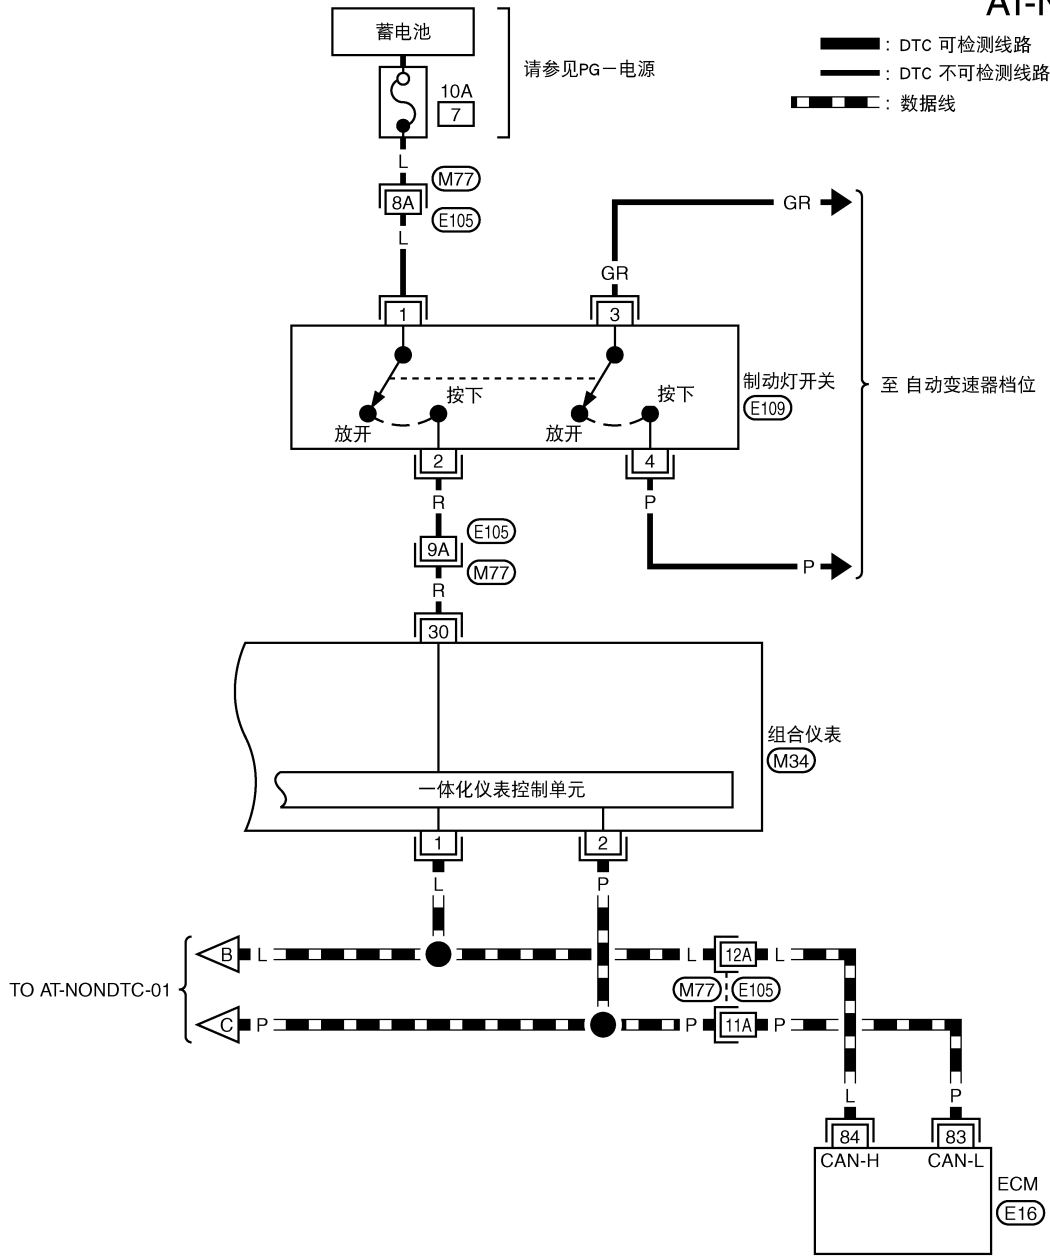 AT-N
蓄电池
: DTC 可检测线路
: DTC 不可检测线路
: 数据线
请参见PG－电源
10A
7
L
M77
8A
E105
L
GR
GR
1
3
按下
按下
放开
放开
制动灯开关
E109
至 自动变速器档位
2
4
R
P
E105
9A
M77
P
R
30
组合仪表
M34
一体化仪表控制单元
1
2
L
P
B
L
L
12A
L
TO AT-NONDTC-01
M77
E105
C
P
P
11A
P
L
P
84
83
CAN-H
CAN-L
ECM
E16